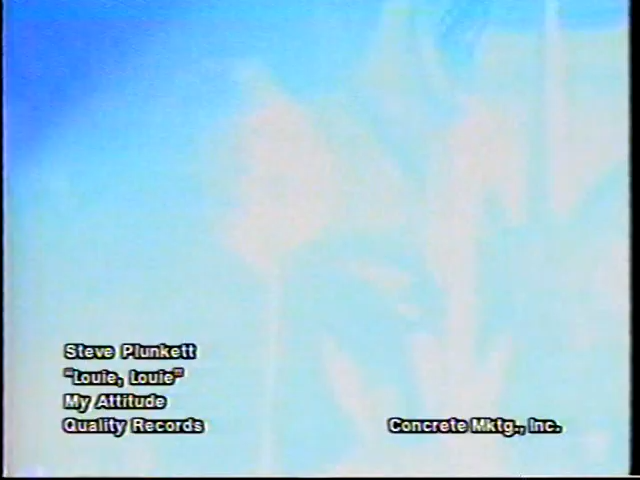 Steve Plunkett
"Louie, Louie"
My Attitude
Quality Records
Concrete Mktg., Inc.